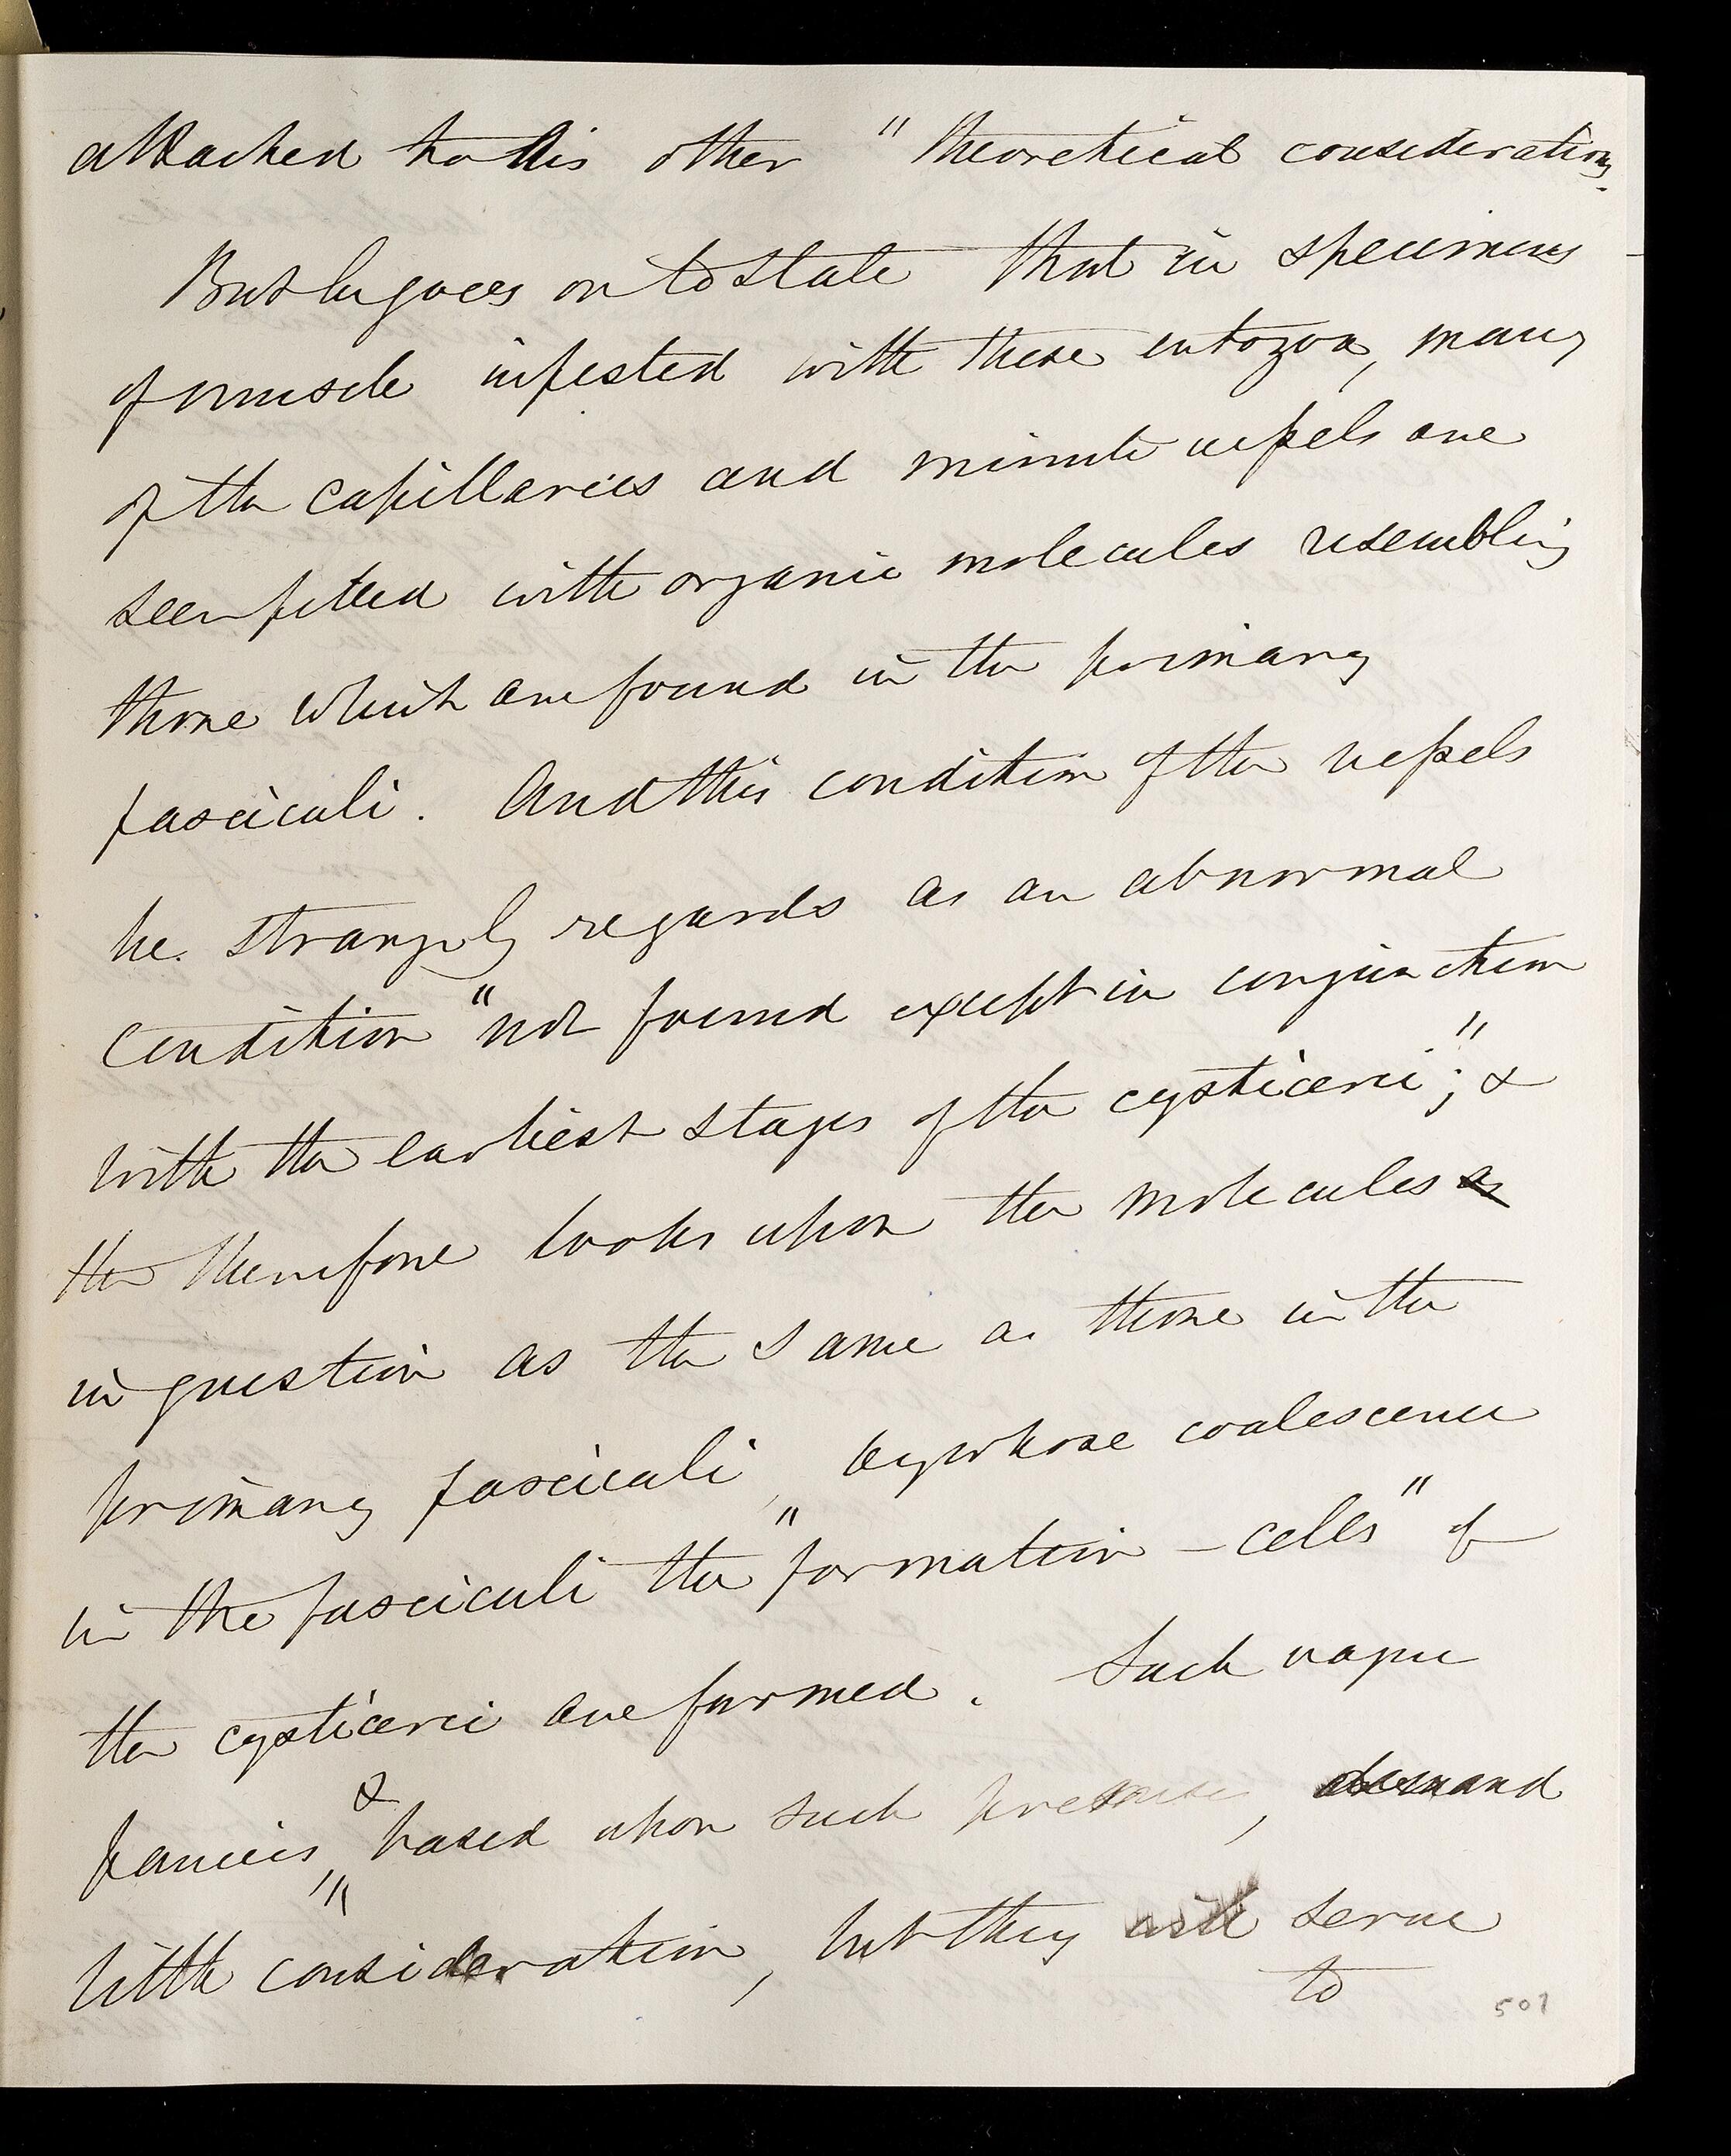 attached to his other "theoretical considerations.
But he goes on to state that in specimens
of muscle infested with these entozoa, many
of the capillaries and minute vessels are
seen filled with organic molecules resembling
those which are found in the primary
fasciculi. And this condition of the vessels
he strangely regards as an abnormal
condition "not found except in conjunction
with the earliest stages of the cysticerci"; &
the therefore looks upon the molecules as
in question as the same as those in the
primary fasciculi, by whose coalescence
in the fasciculi the "formation-cells" of
the cysticerci are formed. Such vague
fancies, & based upon such premises, demand
little consideration, but they will serve
to
507